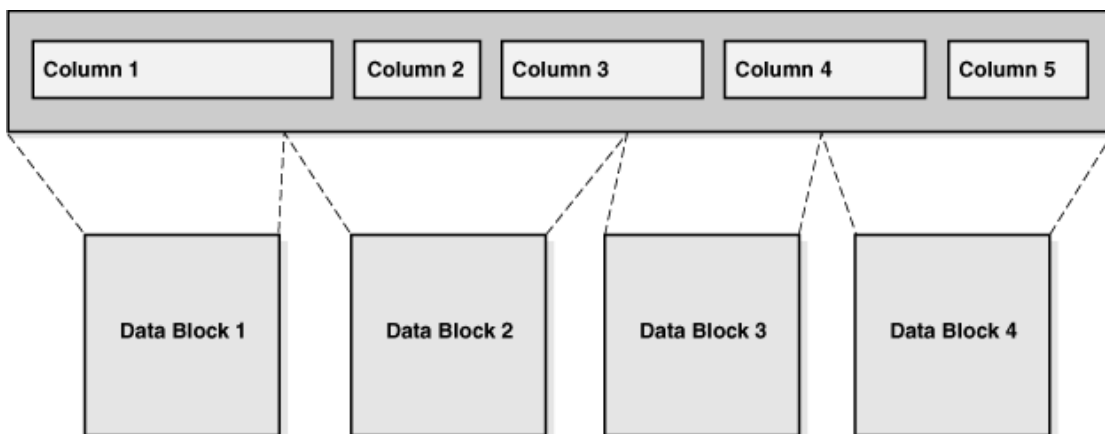 Column 1
Column 2
Column 3
Column 4
Column 5
Data Block 1
Data Block 2
Data Block 3
Data Block 4